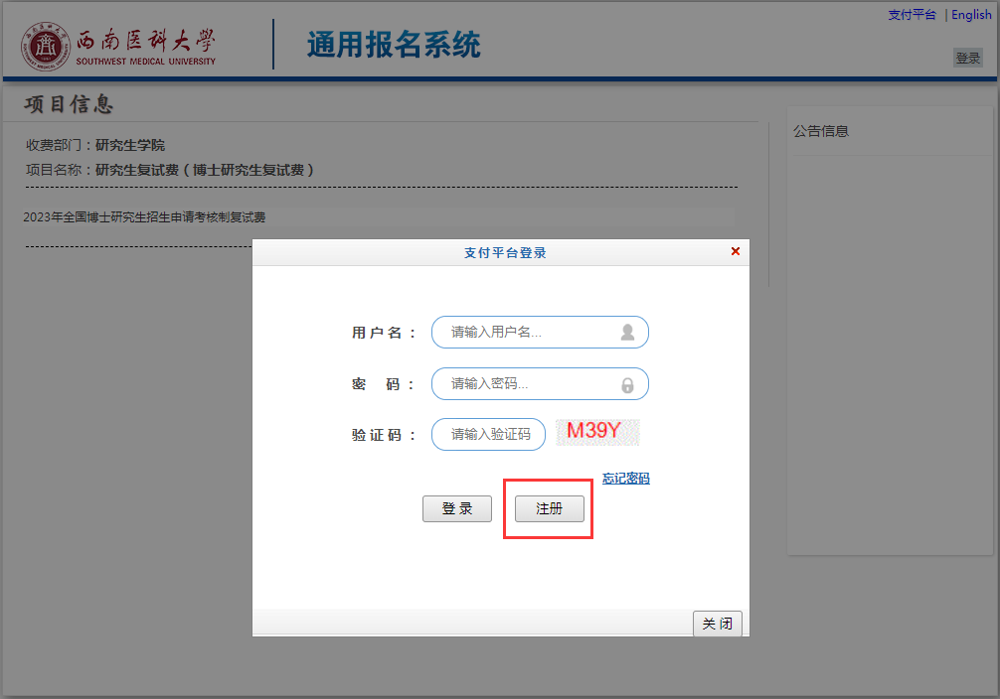 支付平台 | English
西南医科大学
SOUTHWEST MEDICAL UNIVERSITY
通用报名系统
登录
项目信息
收费部门：研究生学院
项目名称：研究生复试费（博士研究生复试费）
2023年全国博士研究生招生申请考核制复试费
公告信息
支付平台登录
用户名： 请输入用户名...
密 码： 请输入密码...
验证码： 请输入验证码 M39Y
忘记密码
登 录 注册
关 闭